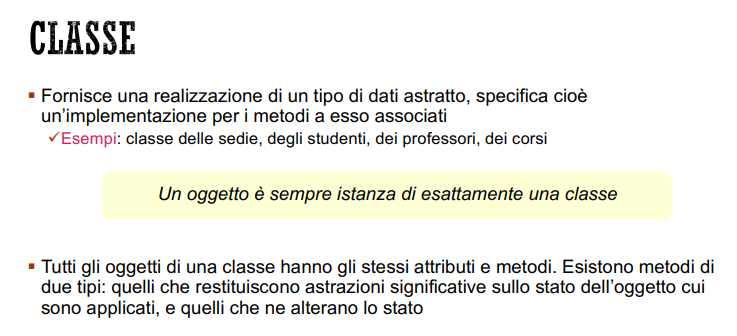 CLASSE
▪ Fornisce una realizzazione di un tipo di dati astratto, specifica cioè
un'implementazione per i metodi a esso associati
✓Esempi: classe delle sedie, degli studenti, dei professori, dei corsi
Un oggetto è sempre istanza di esattamente una classe
▪ Tutti gli oggetti di una classe hanno gli stessi attributi e metodi. Esistono metodi di
due tipi: quelli che restituiscono astrazioni significative sullo stato dell'oggetto cui
sono applicati, e quelli che ne alterano lo stato